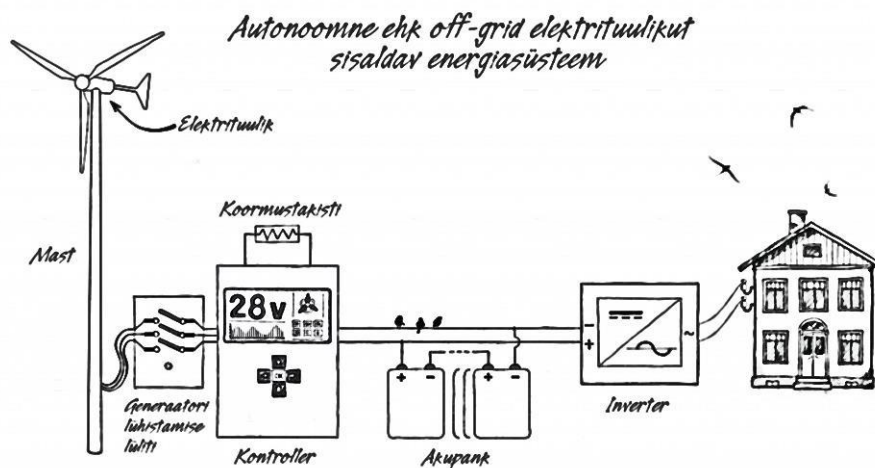 Autonoomne ehk off-grid elektrituulikut
sisaldav energiasüsteem
Elektrituulik
Koormustakisti
Mast
28v
- +
~
+ - + -
Generaatori
lühistamise
lüliti
Kontroller
Akupank
Inverter